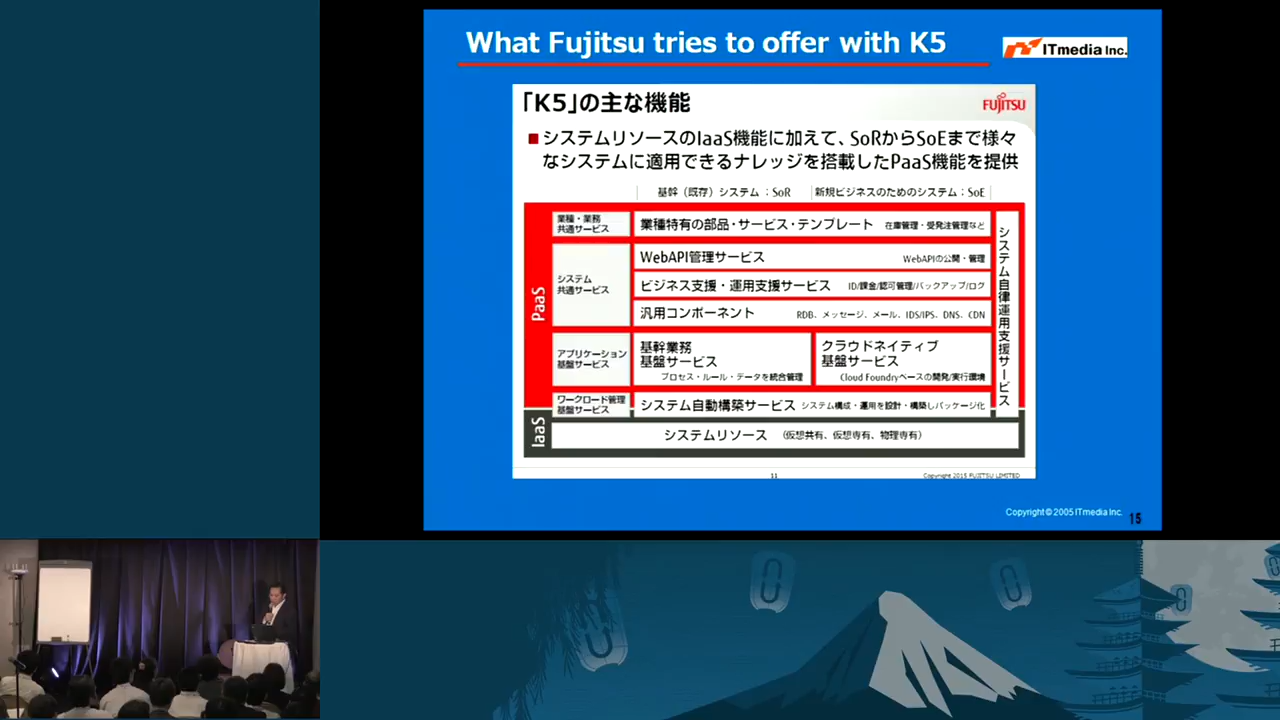 What Fujitsu tries to offer with K5
ITmedia Inc.
「K5」の主な機能
FUJITSU
システムリソースのIaaS機能に加えて、SoRからSoEまで様々
なシステムに適用できるナレッジを搭載したPaaS機能を提供
基幹（既存）システム：SoR
新規ビジネスのためのシステム：SoE
PaaS
業種・業務
共通サービス
業種特有の部品・サービス・テンプレート 在庫管理・受発注管理など
システム
共通サービス
WebAPI管理サービス WebAPIの公開・管理
ビジネス支援・運用支援サービス ID/課金/認可管理/バックアップ/ログ
汎用コンポーネント RDB、メッセージ、メール、IDS/IPS、DNS、CDN
アプリケーション
基盤サービス
基幹業務
基盤サービス
プロセス・ルール・データを統合管理
クラウドネイティブ
基盤サービス
Cloud Foundryベースの開発/実行環境
ワークロード管理
基盤サービス
システム自動構築サービス システム構成・運用を設計・構築しパッケージ化
システム自律運用支援サービス
IaaS
システムリソース （仮想共有、仮想専有、物理専有）
11
Copyright 2015 FUJITSU LIMITED
Copyright © 2005 ITmedia Inc.
15